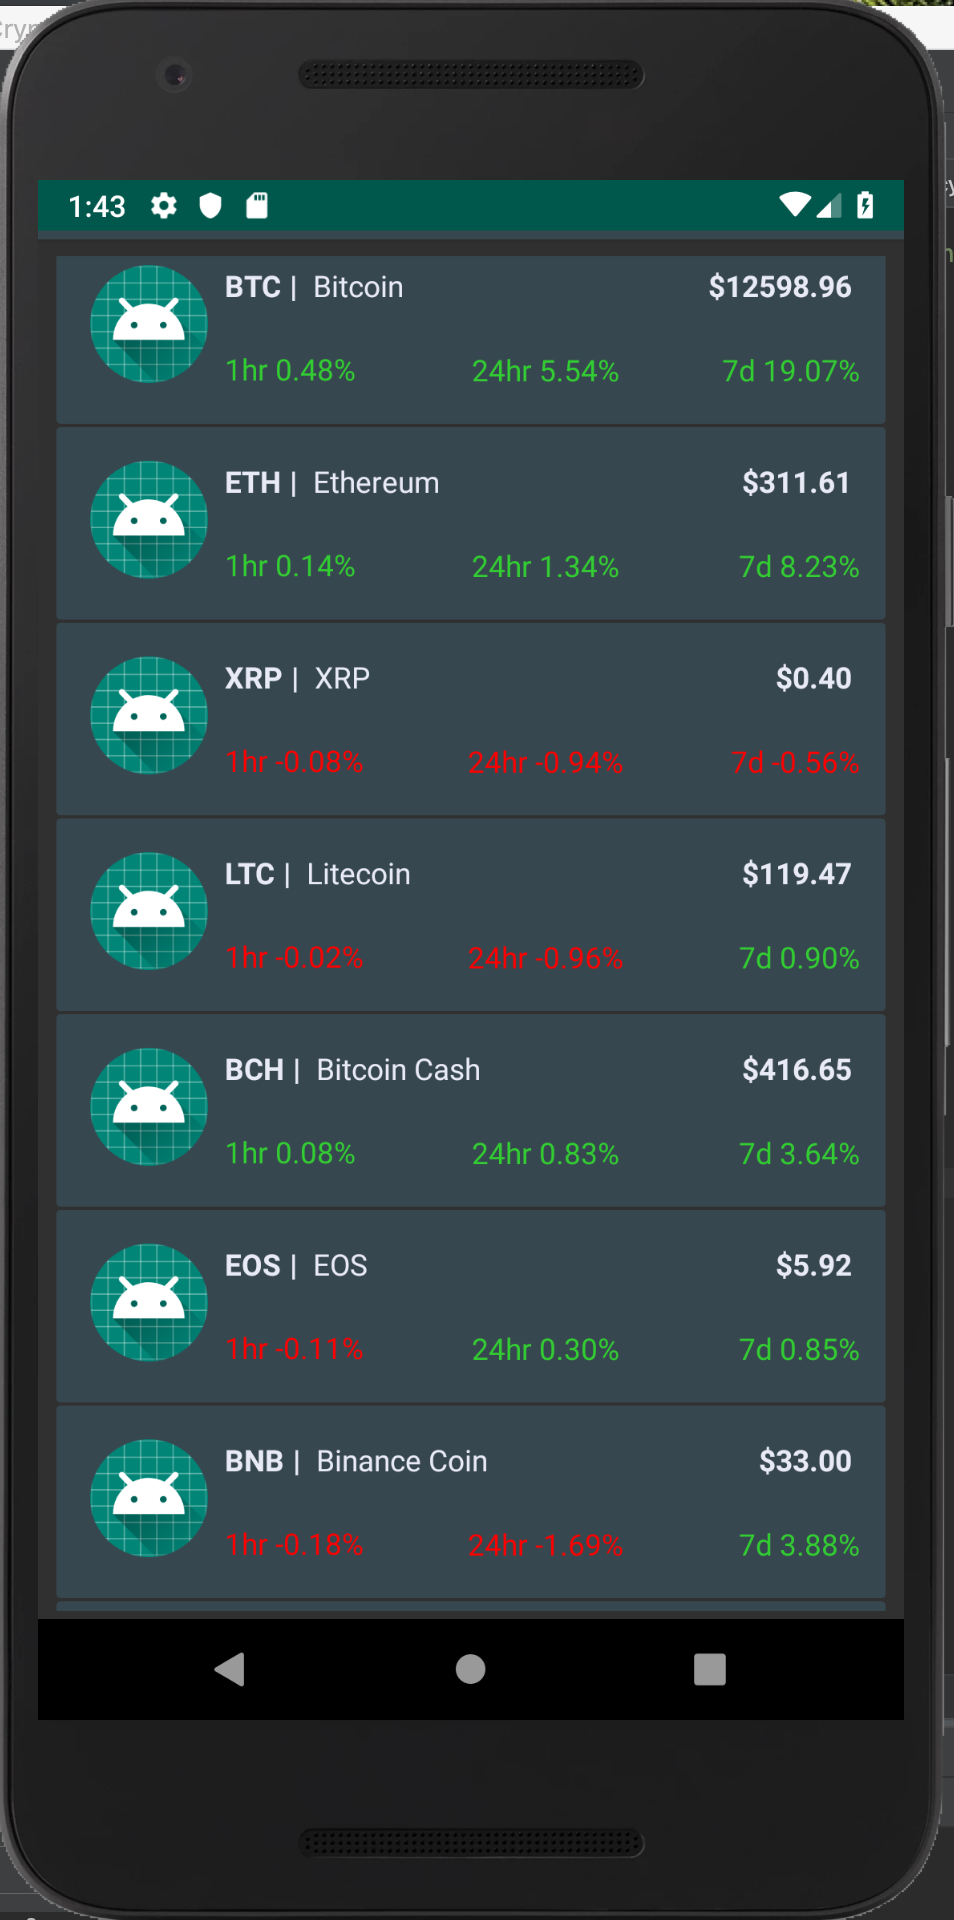 Cryp
1:43
BTC | Bitcoin $12598.96
1hr 0.48% 24hr 5.54% 7d 19.07%
ETH | Ethereum $311.61
1hr 0.14% 24hr 1.34% 7d 8.23%
XRP | XRP $0.40
1hr -0.08% 24hr -0.94% 7d -0.56%
LTC | Litecoin $119.47
1hr -0.02% 24hr -0.96% 7d 0.90%
BCH | Bitcoin Cash $416.65
1hr 0.08% 24hr 0.83% 7d 3.64%
EOS | EOS $5.92
1hr -0.11% 24hr 0.30% 7d 0.85%
BNB | Binance Coin $33.00
1hr -0.18% 24hr -1.69% 7d 3.88%